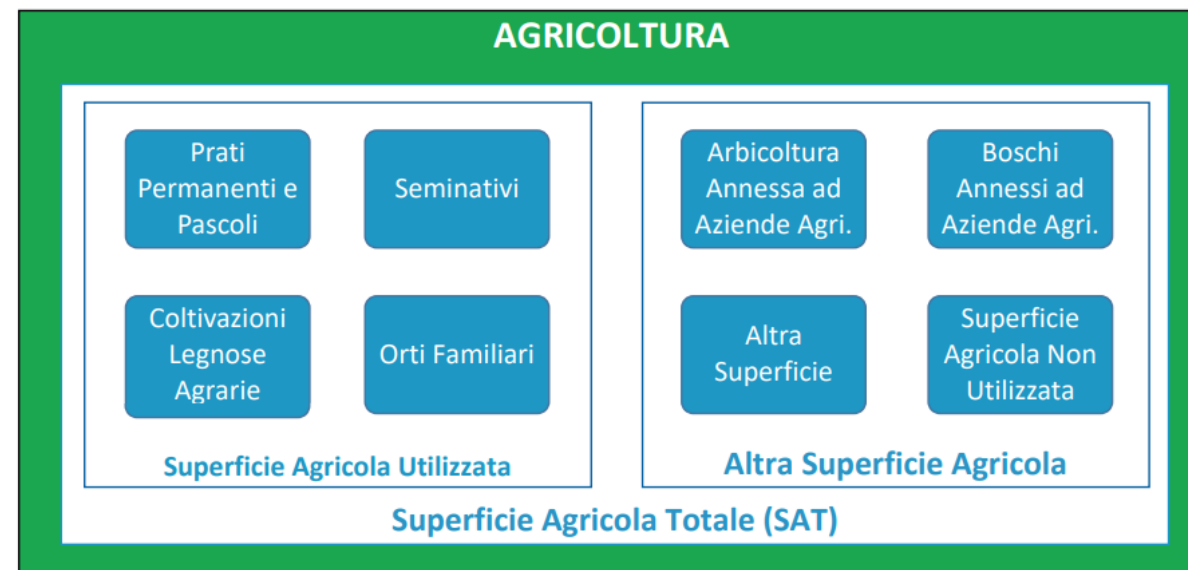 AGRICOLTURA
Prati
Permanenti e
Pascoli
Seminativi
Coltivazioni
Legnose
Agrarie
Orti Familiari
Superficie Agricola Utilizzata
Arbicoltura
Annessa ad
Aziende Agri.
Boschi
Annessi ad
Aziende Agri.
Altra
Superficie
Superficie
Agricola Non
Utilizzata
Altra Superficie Agricola
Superficie Agricola Totale (SAT)